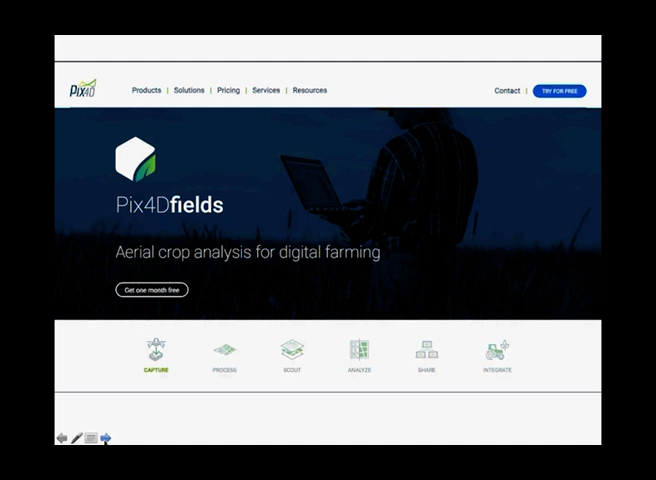 PIX4D
Products | Solutions | Pricing | Services | Resources
Contact | TRY FOR FREE
Pix4Dfields
Aerial crop analysis for digital farming
Get one month free
CAPTURE PROCESS SCOUT ANALYZE SHARE INTEGRATE